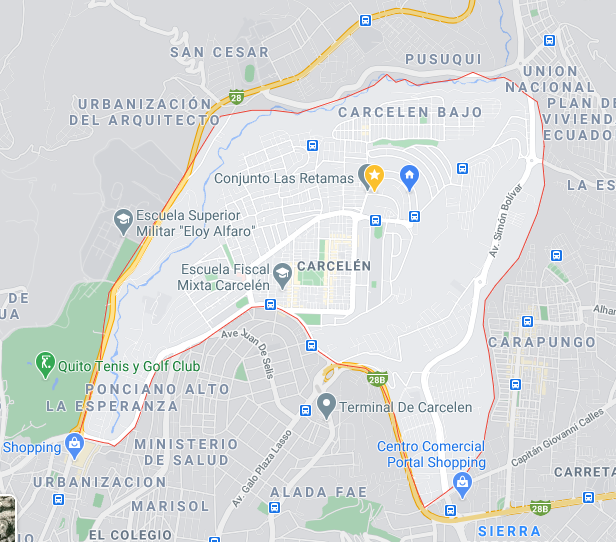 SAN CESAR
PUSUQUI
UNION
NACIONAL
PLAN DE
VIVIEND
ECUADO
28
URBANIZACIÓN
DEL ARQUITECTO
CARCELEN BAJO
Conjunto Las Retamas
LA ES
Escuela Superior
Militar "Eloy Alfaro"
Av. Simón Bolívar
Escuela Fiscal
Mixta Carcelén
CARCELÉN
DE
UA
Alhar
Ave Juan De Selis
CARAPUNGO
Quito Tenis y Golf Club
28B
PONCIANO ALTO
LA ESPERANZA
Terminal De Carcelen
Shopping
MINISTERIO
DE SALUD
Av. Galo Plaza Lasso
Centro Comercial
Portal Shopping
Capitán Giovanni Calles
CARRETA
URBANIZACION
MARISOL
ALADA FAE
28B
EL COLEGIO
SIERRA